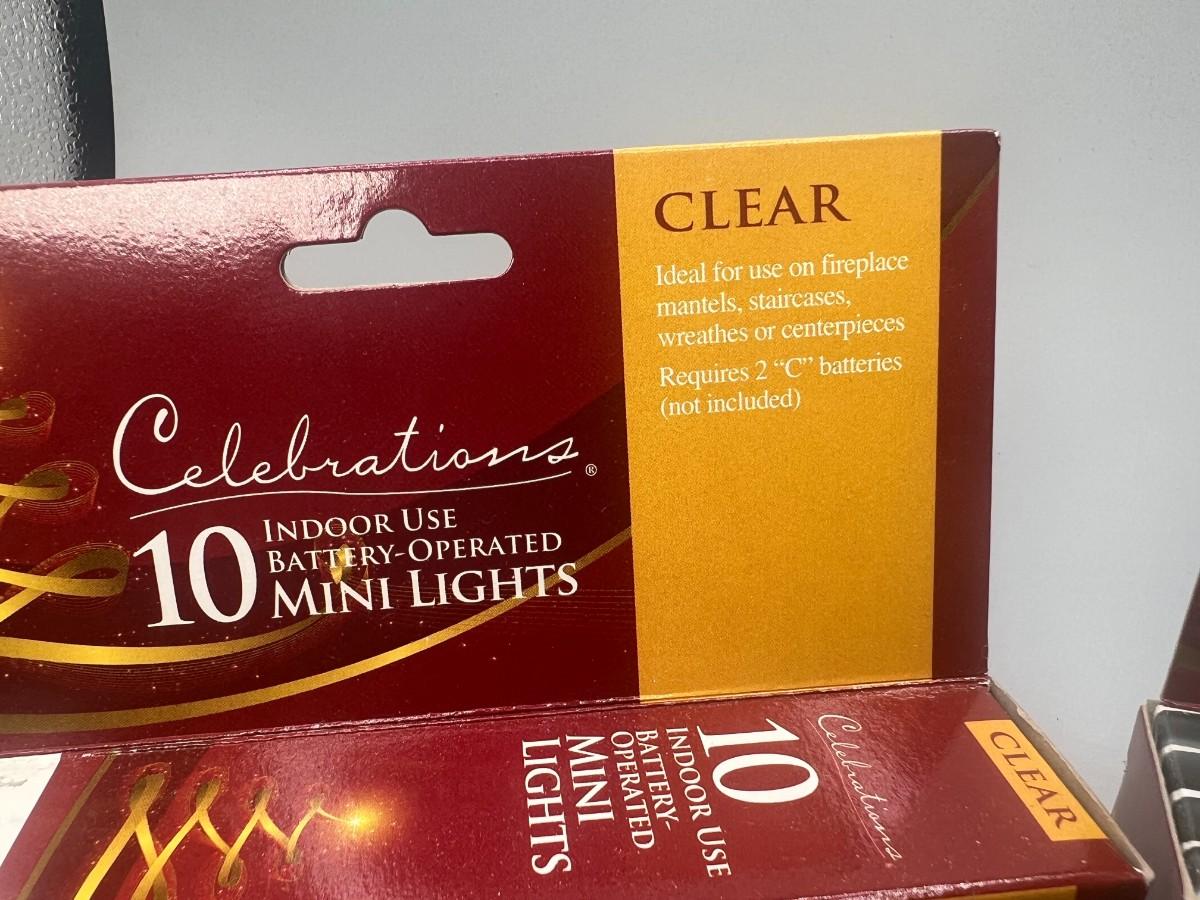 CLEAR
Ideal for use on fireplace
mantels, staircases,
wreathes or centerpieces
Requires 2 “C” batteries
(not included)
Celebrations®
10 INDOOR USE
BATTERY-OPERATED
MINI LIGHTS
CLEAR
Celebrations
10
INDOOR USE
BATTERY-
OPERATED
MINI
LIGHTS